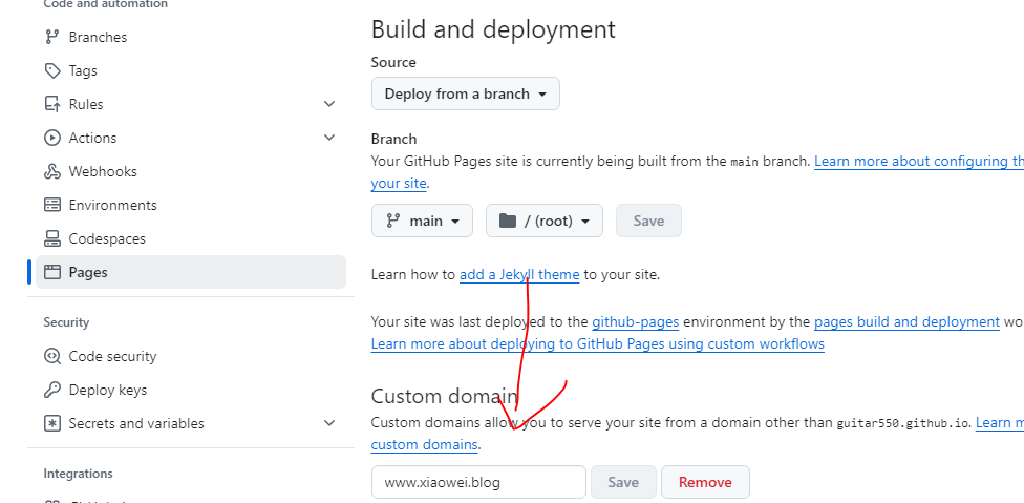 Code and automation
Branches
Tags
Rules
Actions
Webhooks
Environments
Codespaces
Pages
Security
Code security
Deploy keys
Secrets and variables
Integrations
Build and deployment
Source
Deploy from a branch
Branch
Your GitHub Pages site is currently being built from the main branch. Learn more about configuring th
your site.
main
/ (root)
Save
Learn how to add a Jekyll theme to your site.
Your site was last deployed to the github-pages environment by the pages build and deployment wo
Learn more about deploying to GitHub Pages using custom workflows
Custom domain
Custom domains allow you to serve your site from a domain other than guitar550.github.io. Learn m
custom domains.
www.xiaowei.blog
Save
Remove